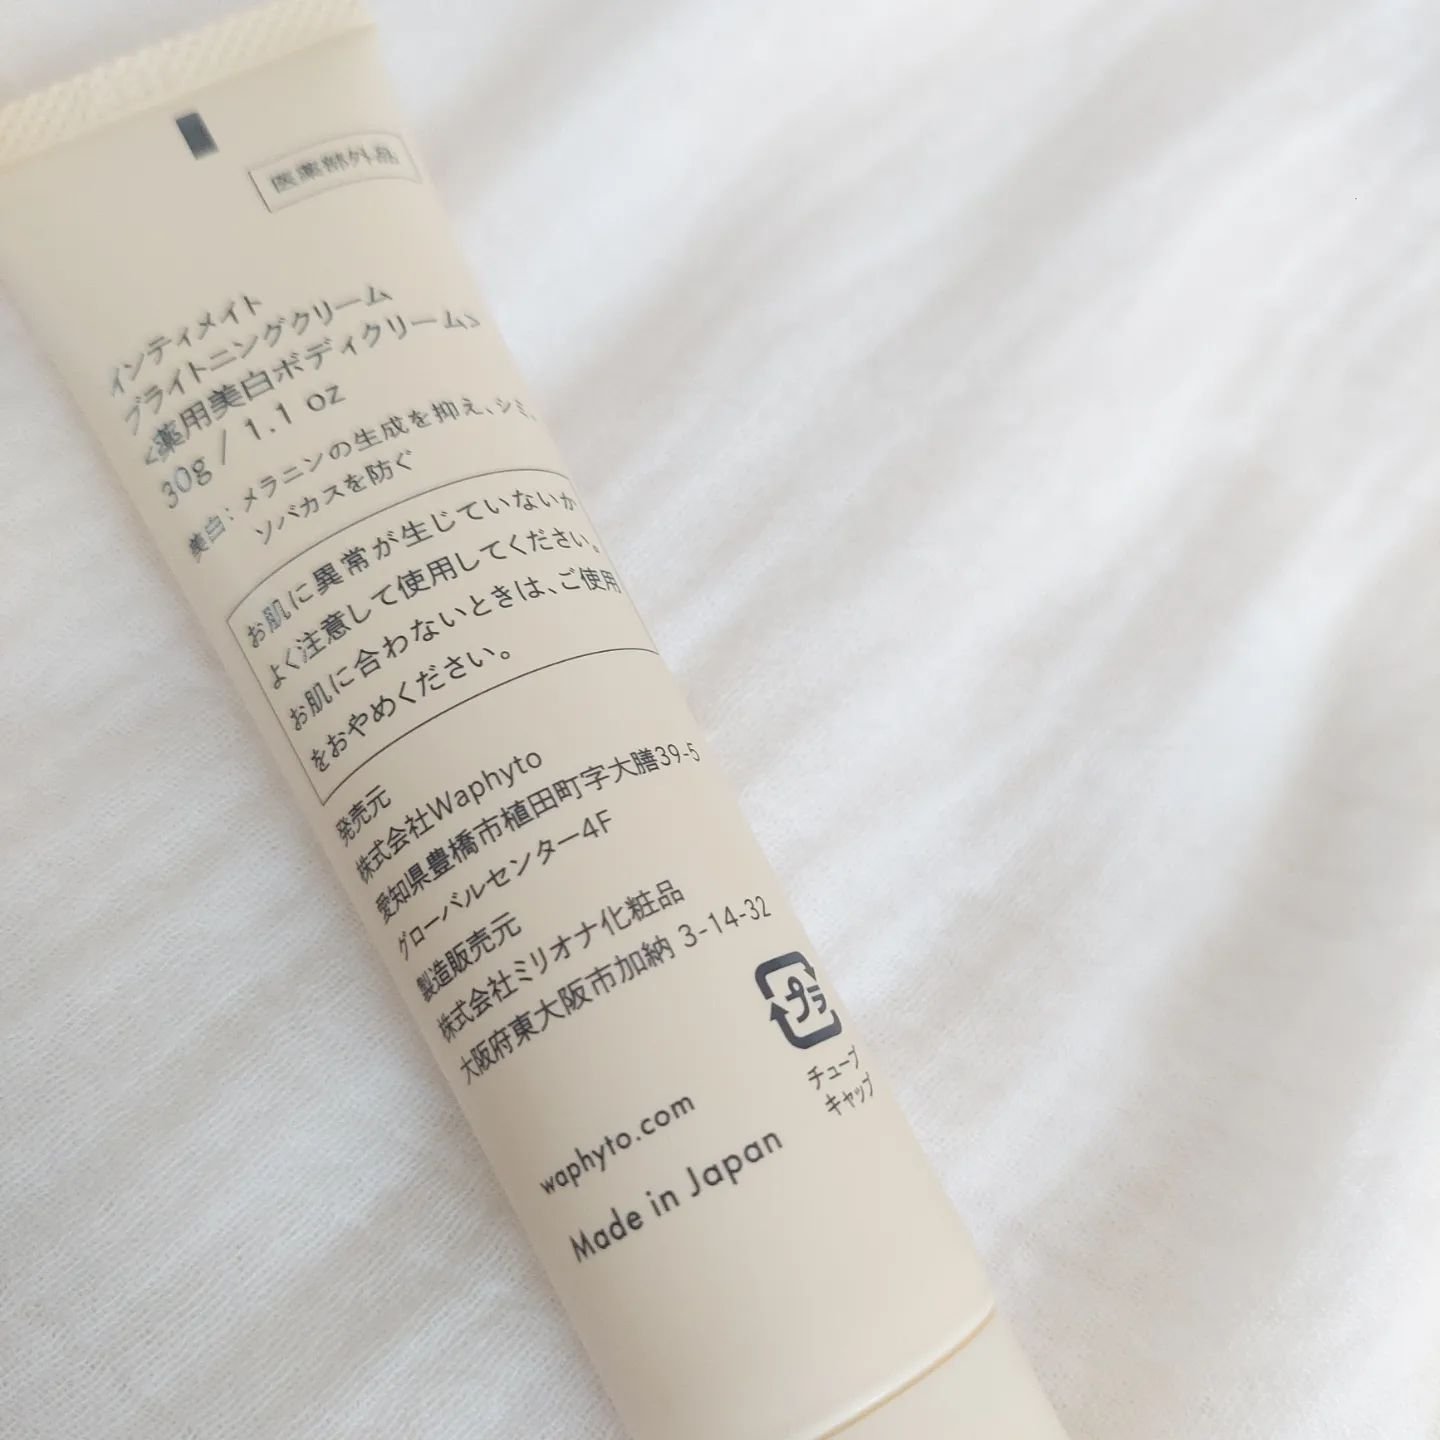 医薬部外品
インティメイト
ブライトニングクリーム
<薬用美白ボディクリーム>
30g / 1.1 oz
美白：メラニンの生成を抑え、シミ、
ソバカスを防ぐ
お肌に異常が生じていないか
よく注意して使用してください。
お肌に合わないときは、ご使用
をおやめください。
発売元
株式会社Waphyto
愛知県豊橋市植田町字大膳39-5
グローバルセンター4F
製造販売元
株式会社ミリオナ化粧品
大阪府東大阪市加納 3-14-32
プラ
チューブ
キャップ
waphyto.com
Made in Japan